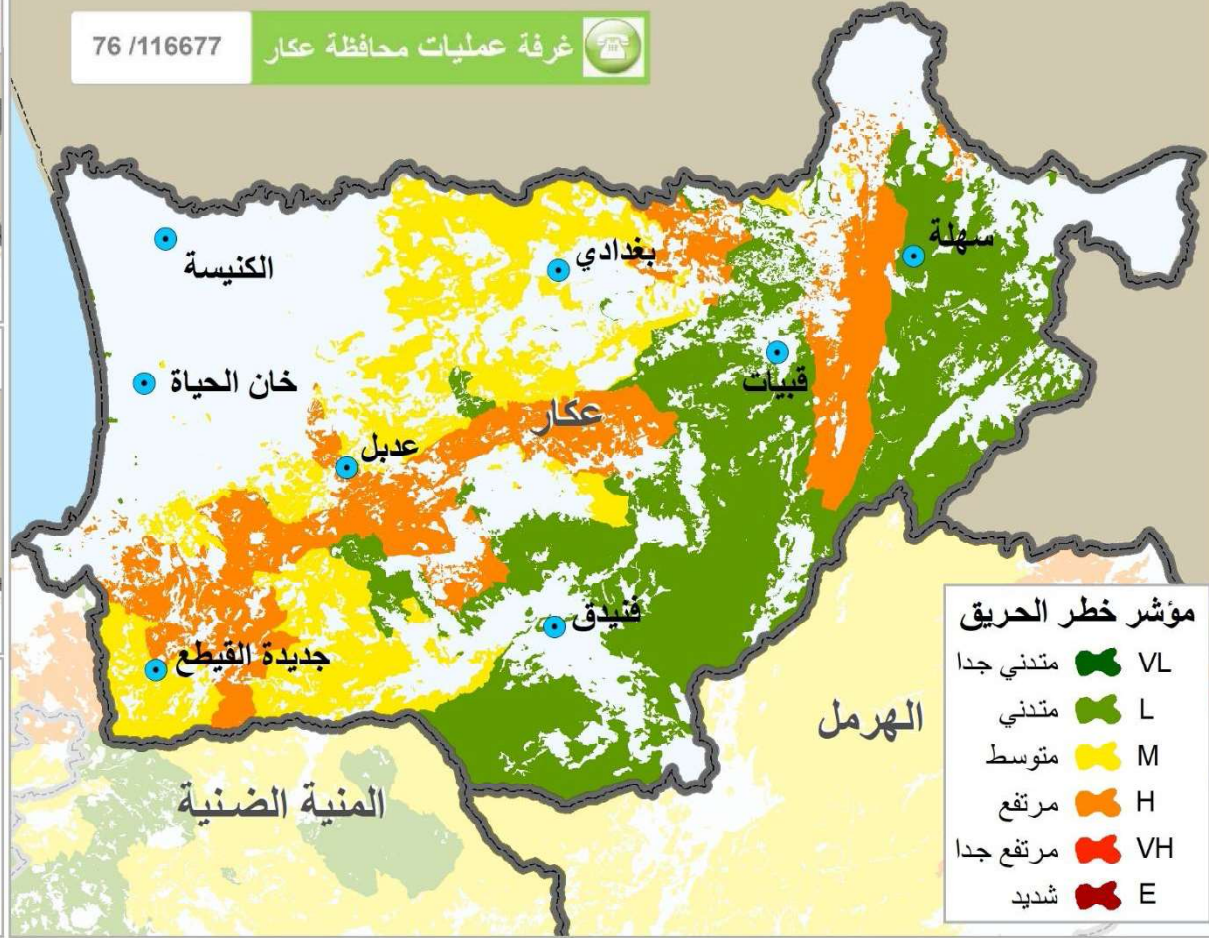 غرفة عمليات محافظة عكار
76 /116677
سهلة
الكنيسة
بغدادي
خان الحياة
قبيات
عكار
عدبل
فنيدق
جديدة القيطع
الهرمل
المنية الضنية
مؤشر خطر الحريق
VL متدني جدا
L متدني
M متوسط
H مرتفع
VH مرتفع جدا
E شديد